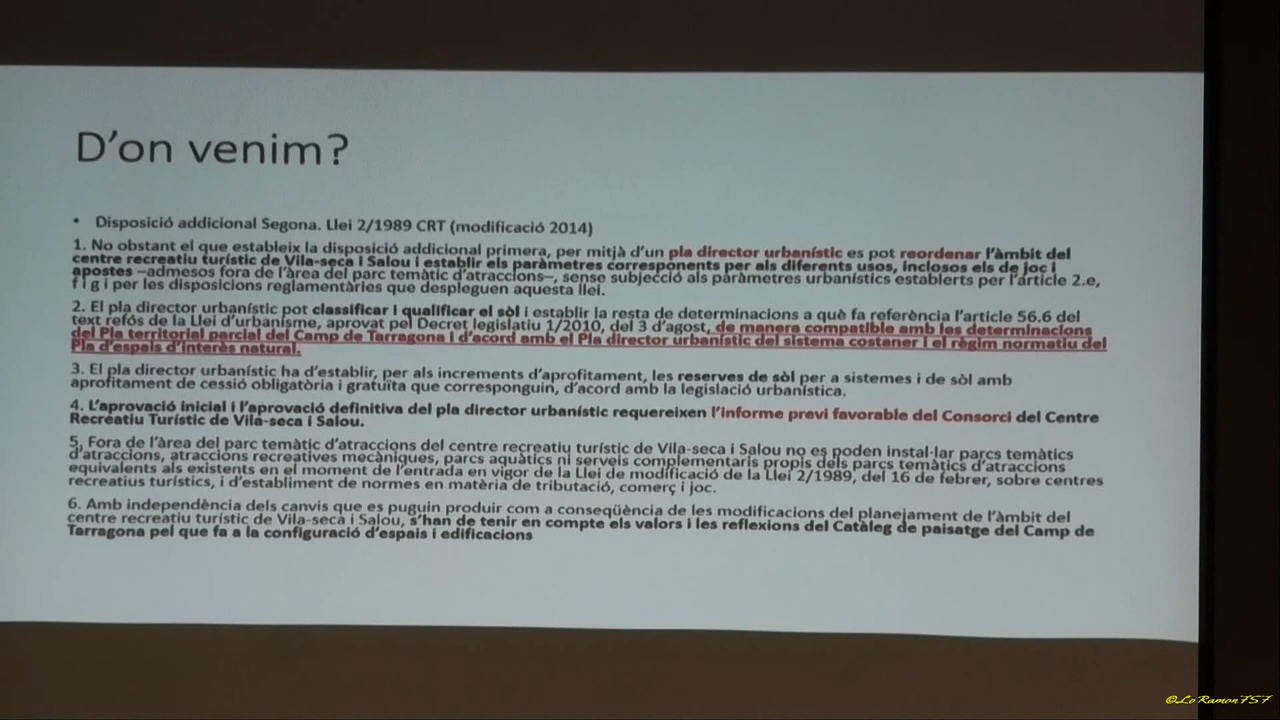 D'on venim?
• Disposició addicional Segona. Llei 2/1989 CRT (modificació 2014)
1. No obstant el que estableix la disposició addicional primera, per mitjà d'un pla director urbanístic es pot reordenar l'àmbit del
centre recreatiu turístic de Vila-seca i Salou i establir els paràmetres corresponents per als diferents usos, inclosos els de joc i
apostes –admesos fora de l'àrea del parc temàtic d'atraccions–, sense subjecció als paràmetres urbanístics establerts per l'article 2.e,
f i g i per les disposicions reglamentàries que despleguen aquesta llei.
2. El pla director urbanístic pot classificar i qualificar el sòl i establir la resta de determinacions a què fa referència l'article 56.6 del
text refós de la Llei d'urbanisme, aprovat pel Decret legislatiu 1/2010, del 3 d'agost, de manera compatible amb les determinacions
del Pla territorial parcial del Camp de Tarragona i d'acord amb el Pla director urbanístic del sistema costaner i el règim normatiu del
Pla d'espais d'interès natural.
3. El pla director urbanístic ha d'establir, per als increments d'aprofitament, les reserves de sòl per a sistemes i de sòl amb
aprofitament de cessió obligatòria i gratuïta que corresponguin, d'acord amb la legislació urbanística.
4. L'aprovació inicial i l'aprovació definitiva del pla director urbanístic requereixen l'informe previ favorable del Consorci del Centre
Recreatiu Turístic de Vila-seca i Salou.
5. Fora de l'àrea del parc temàtic d'atraccions del centre recreatiu turístic de Vila-seca i Salou no es poden instal·lar parcs temàtics
d'atraccions, atraccions recreatives mecàniques, parcs aquàtics ni serveis complementaris propis dels parcs temàtics d'atraccions
equivalents als existents en el moment de l'entrada en vigor de la Llei de modificació de la Llei 2/1989, del 16 de febrer, sobre centres
recreatius turístics, i d'establiment de normes en matèria de tributació, comerç i joc.
6. Amb independència dels canvis que es puguin produir com a conseqüència de les modificacions del planejament de l'àmbit del
centre recreatiu turístic de Vila-seca i Salou, s'han de tenir en compte els valors i les reflexions del Catàleg de paisatge del Camp de
Tarragona pel que fa a la configuració d'espais i edificacions
©LoRamon757